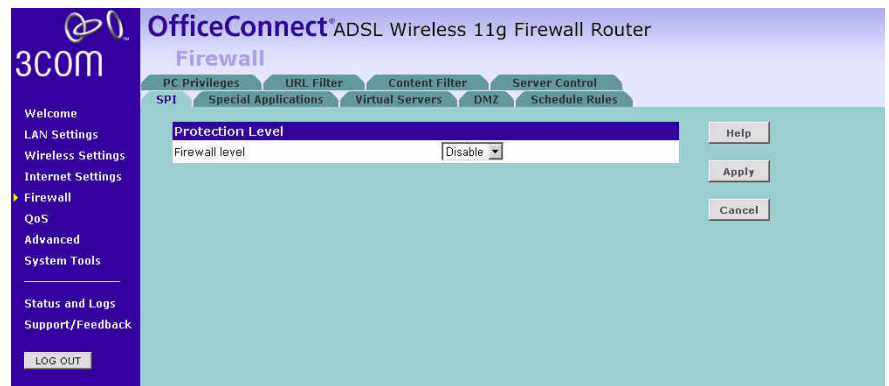 3COM
OfficeConnect® ADSL Wireless 11g Firewall Router
Firewall
PC Privileges URL Filter Content Filter Server Control
SPI Special Applications Virtual Servers DMZ Schedule Rules
Welcome
LAN Settings
Wireless Settings
Internet Settings
Firewall
QoS
Advanced
System Tools
Status and Logs
Support/Feedback
LOG OUT
Protection Level
Firewall level Disable
Help
Apply
Cancel